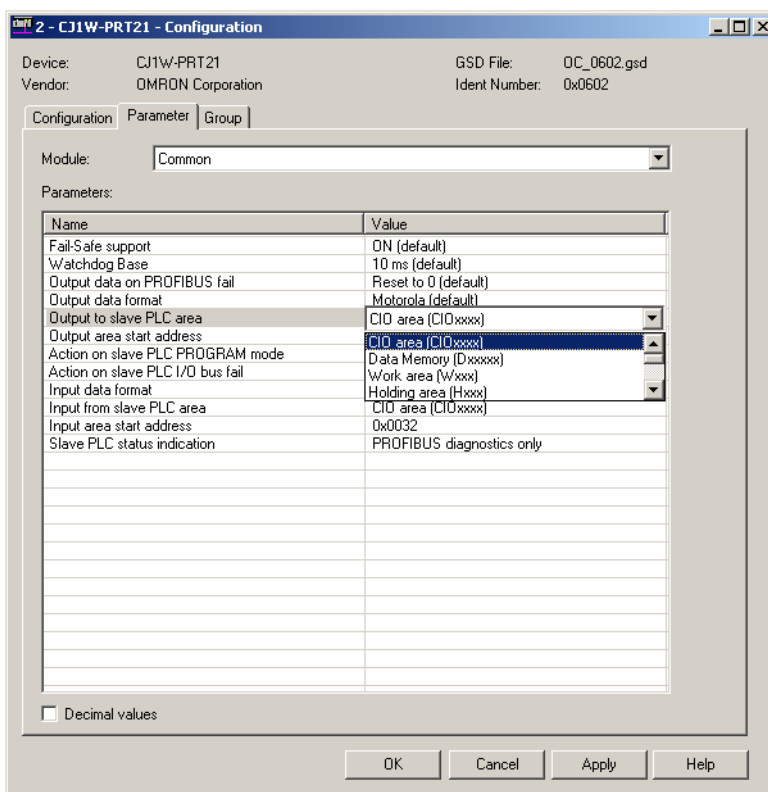 2 - CJ1W-PRT21 - Configuration
Device: CJ1W-PRT21 GSD File: OC_0602.gsd
Vendor: OMRON Corporation Ident Number: 0x0602
Configuration Parameter Group
Module: Common
Parameters:
Name Value
Fail-Safe support ON (default)
Watchdog Base 10 ms (default)
Output data on PROFIBUS fail Reset to 0 (default)
Output data format Motorola (default)
Output to slave PLC area CIO area (CIOxxxx)
Output area start address CIO area (CIOxxxx)
Action on slave PLC PROGRAM mode Data Memory (Dxxxxx)
Action on slave PLC I/O bus fail Work area (Wxxx)
Input data format Holding area (Hxxx)
Input from slave PLC area CIO area (CIOxxxx)
Input area start address 0x0032
Slave PLC status indication PROFIBUS diagnostics only
Decimal values
OK Cancel Apply Help